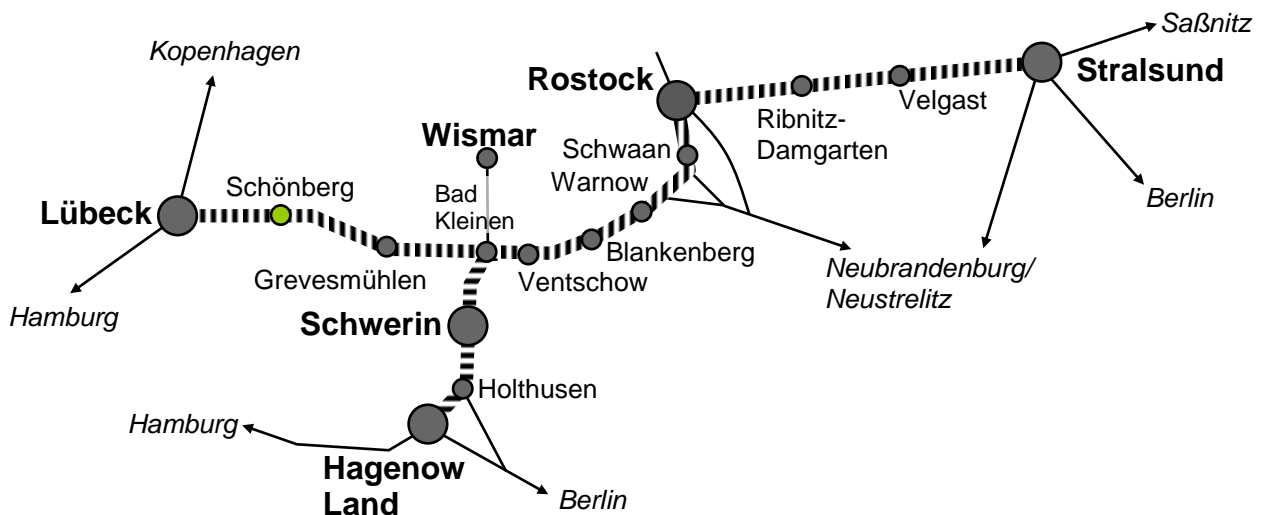 Saßnitz
Kopenhagen
Rostock
Stralsund
Velgast
Ribnitz-
Damgarten
Wismar
Schwaan
Warnow
Schönberg
Bad
Kleinen
Berlin
Lübeck
Blankenberg
Grevesmühlen
Ventschow
Neubrandenburg/
Neustrelitz
Hamburg
Schwerin
Holthusen
Hamburg
Hagenow
Land
Berlin